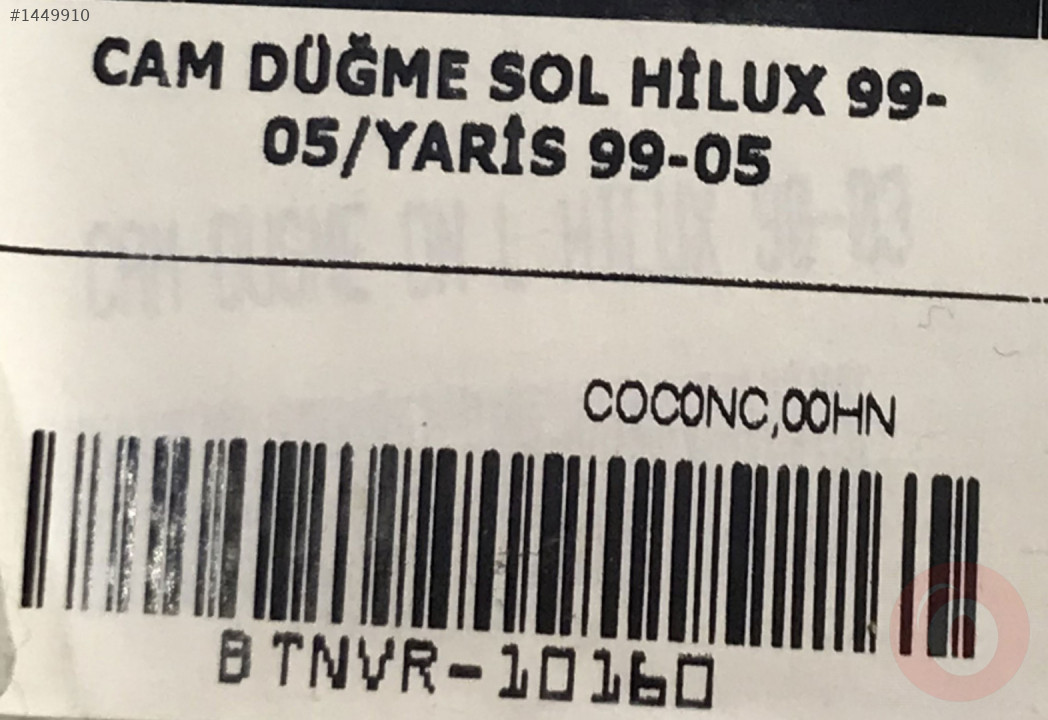 #1449910
CAM DÜĞME SOL HİLUX 99-
05/YARİS 99-05
COC0NC,00HN
BTNVR-10160